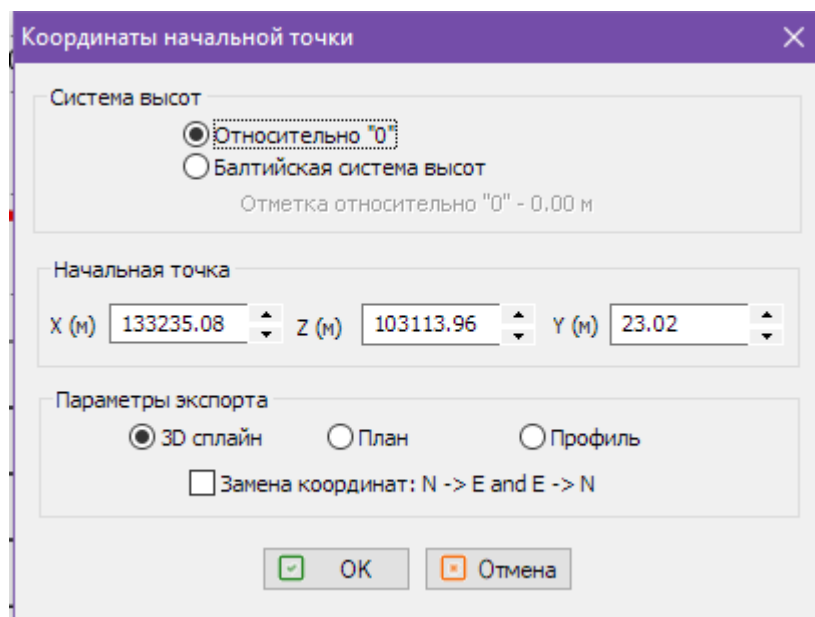 Координаты начальной точки
Система высот
Относительно "0"
Балтийская система высот
Отметка относительно "0" - 0.00 м
Начальная точка
X (м) 133235.08 Z (м) 103113.96 Y (м) 23.02
Параметры экспорта
3D сплайн План Профиль
Замена координат: N -> E and E -> N
OK Отмена